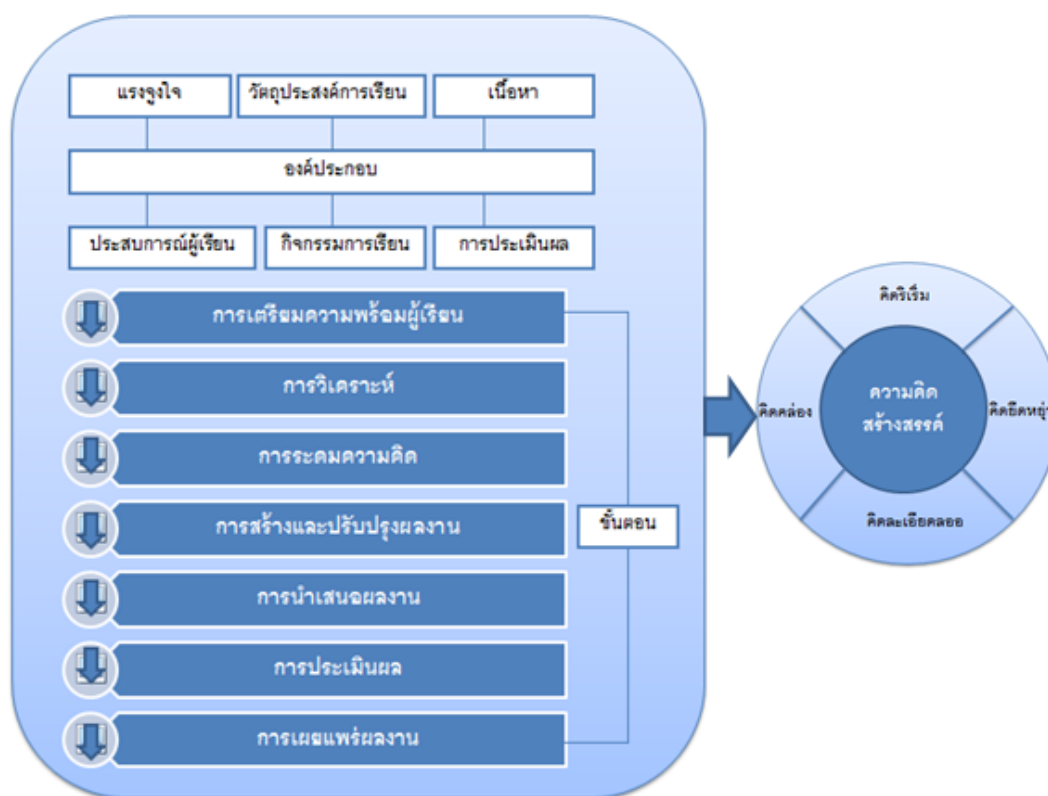 แรงจูงใจ
วัตถุประสงค์การเรียน
เนื้อหา
องค์ประกอบ
ประสบการณ์ผู้เรียน
กิจกรรมการเรียน
การประเมินผล
การเตรียมความพร้อมผู้เรียน
การวิเคราะห์
การระดมความคิด
การสร้างและปรับปรุงผลงาน
การนำเสนอผลงาน
การประเมินผล
การเผยแพร่ผลงาน
ขั้นตอน
คิดริเริ่ม
คิดคล่อง
ความคิด
สร้างสรรค์
คิดยืดหยุ่
คิดละเอียดลออ